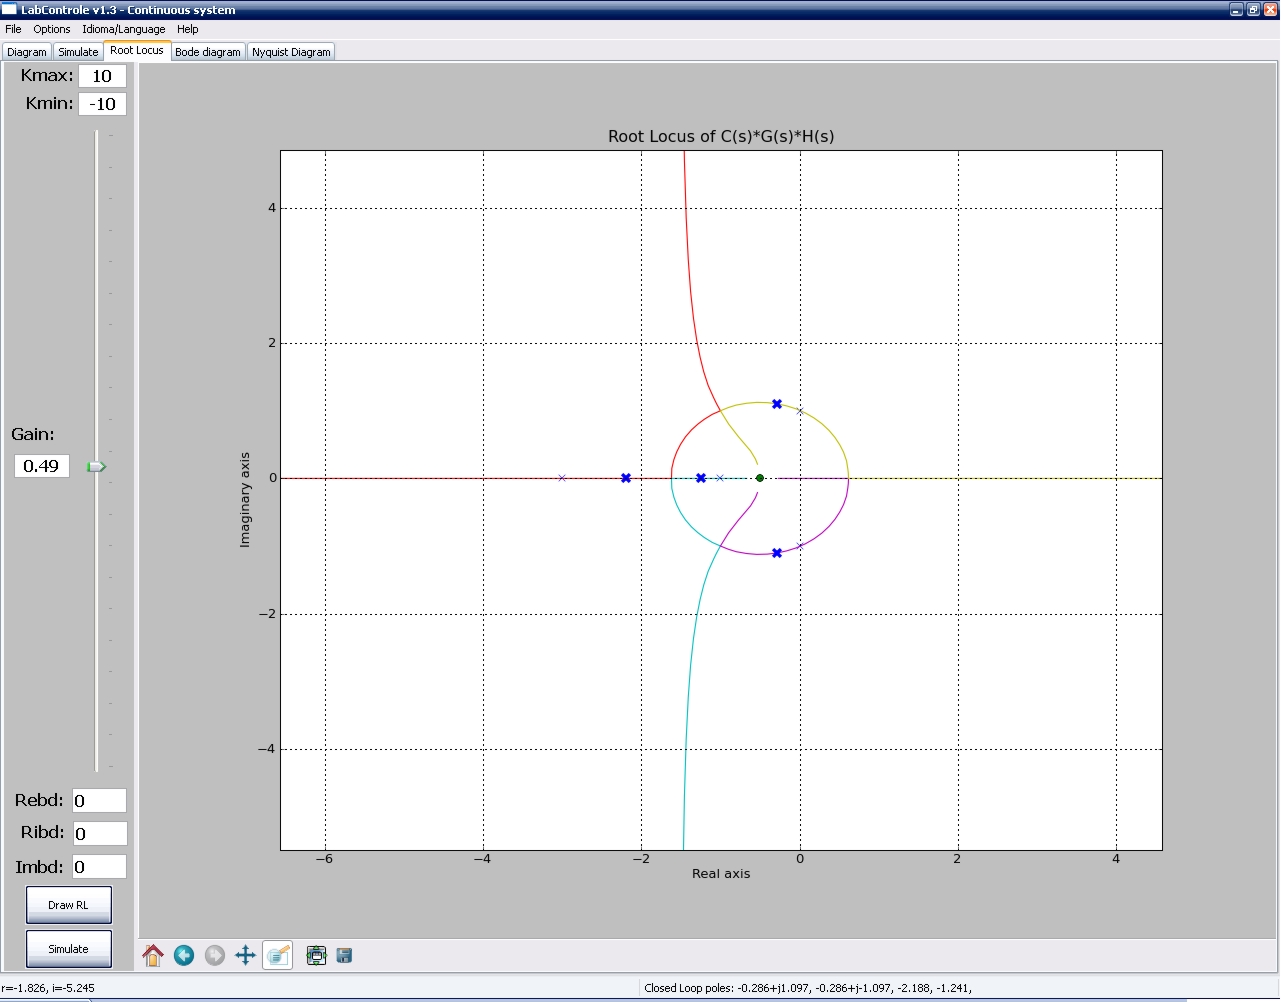 LabControle v1.3 - Continuous system
File Options Idioma/Language Help
Diagram Simulate Root Locus Bode diagram Nyquist Diagram
Kmax: 10
Kmin: -10
Gain:
0.49
Rebd: 0
Ribd: 0
Imbd: 0
Draw RL
Simulate
Root Locus of C(s)*G(s)*H(s)
4
2
0
−2
−4
Imaginary axis
−6 −4 −2 0 2 4
Real axis
r=-1.826, i=-5.245
Closed Loop poles: -0.286+j1.097, -0.286+j-1.097, -2.188, -1.241,